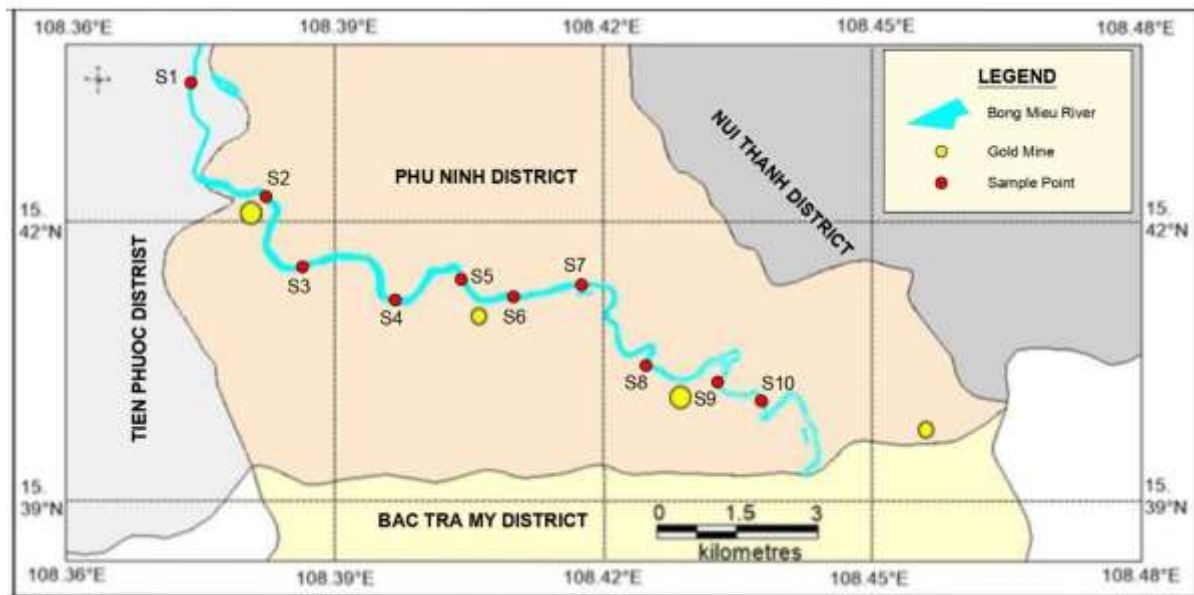 108.36°E 108.39°E 108.42°E 108.45°E 108.48°E
S1
LEGEND
Bong Mieu River
Gold Mine
Sample Point
NUI THANH DISTRICT
S2
PHU NINH DISTRICT
15. 42°N
15. 42°N
TIEN PHUOC DISTRIST
S3
S4
S5
S6
S7
S8
S9
S10
15. 39°N
15. 39°N
BAC TRA MY DISTRICT
0 1.5 3
kilometres
108.36°E 108.39°E 108.42°E 108.45°E 108.48°E